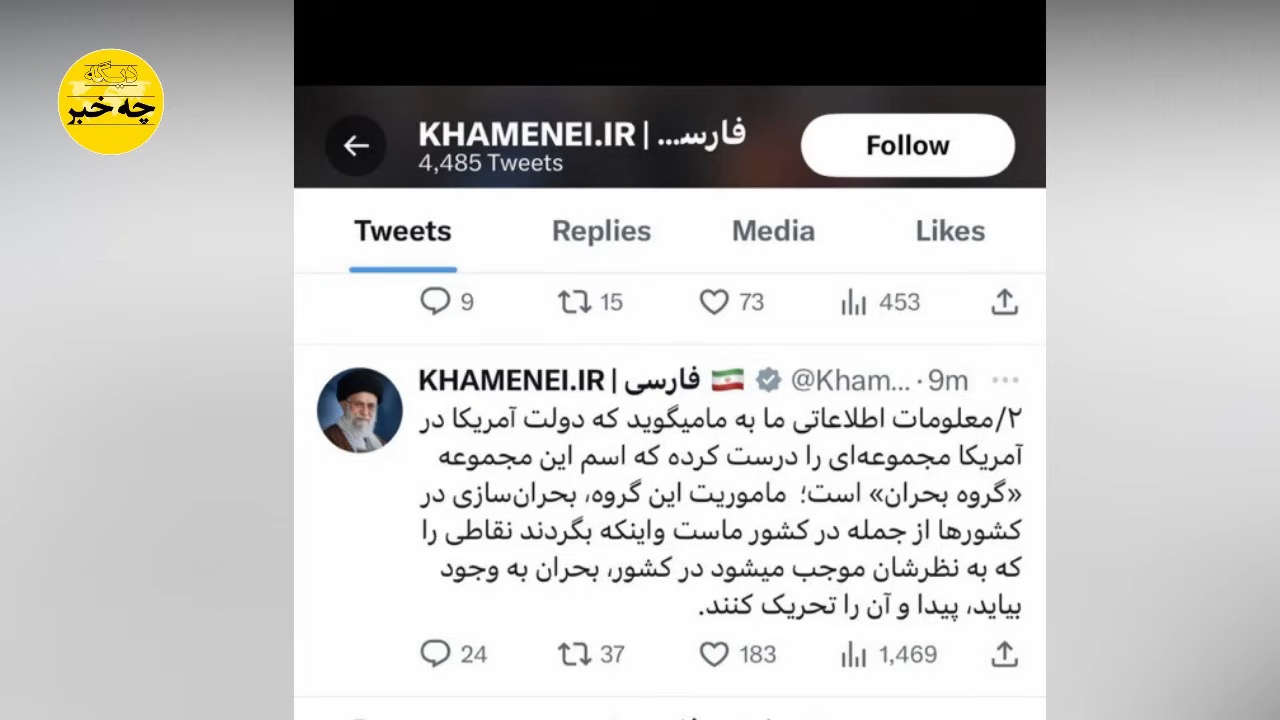 دیگه
چه خبر
KHAMENEI.IR | فارسـ...
4,485 Tweets
Follow
Tweets Replies Media Likes
9 15 73 453
KHAMENEI.IR | فارسی 🇮🇷 @Kham... · 9m
۲/معلومات اطلاعاتی ما به مامیگوید که دولت آمریکا در
آمریکا مجموعه‌ای را درست کرده که اسم این مجموعه
«گروه بحران» است؛ ماموریت این گروه، بحران‌سازی در
کشورها از جمله در کشور ماست واینکه بگردند نقاطی را
که به نظرشان موجب میشود در کشور، بحران به وجود
بیاید، پیدا و آن را تحریک کنند.
24 37 183 1,469